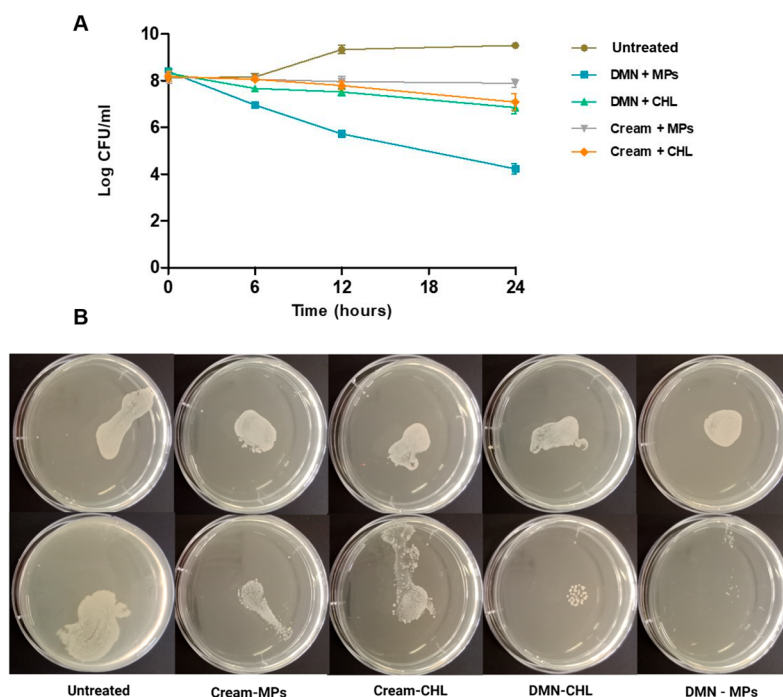 A
10
8
6
4
2
0
Log CFU/ml
0 6 12 18 24
Time (hours)
Untreated
DMN + MPs
DMN + CHL
Cream + MPs
Cream + CHL
B
Untreated Cream-MPs Cream-CHL DMN-CHL DMN - MPs